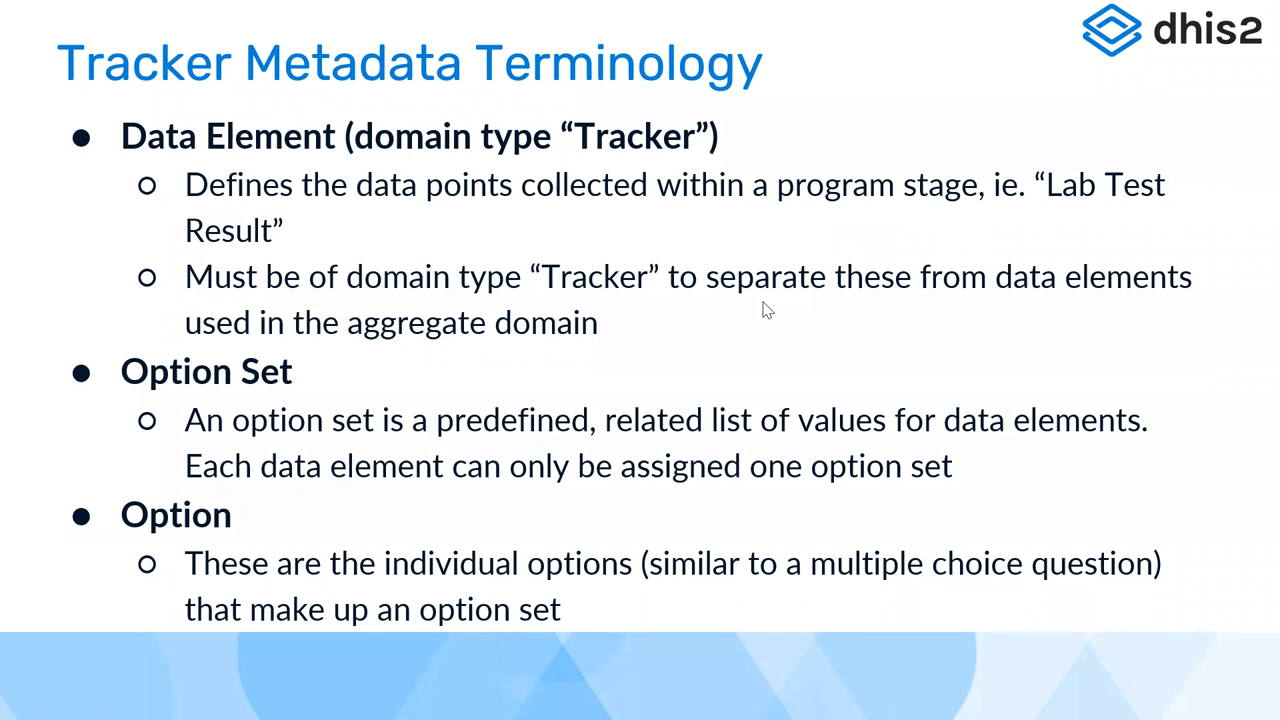 dhis2
Tracker Metadata Terminology
● Data Element (domain type “Tracker”)
○ Defines the data points collected within a program stage, ie. “Lab Test
Result”
○ Must be of domain type “Tracker” to separate these from data elements
used in the aggregate domain
● Option Set
○ An option set is a predefined, related list of values for data elements.
Each data element can only be assigned one option set
● Option
○ These are the individual options (similar to a multiple choice question)
that make up an option set